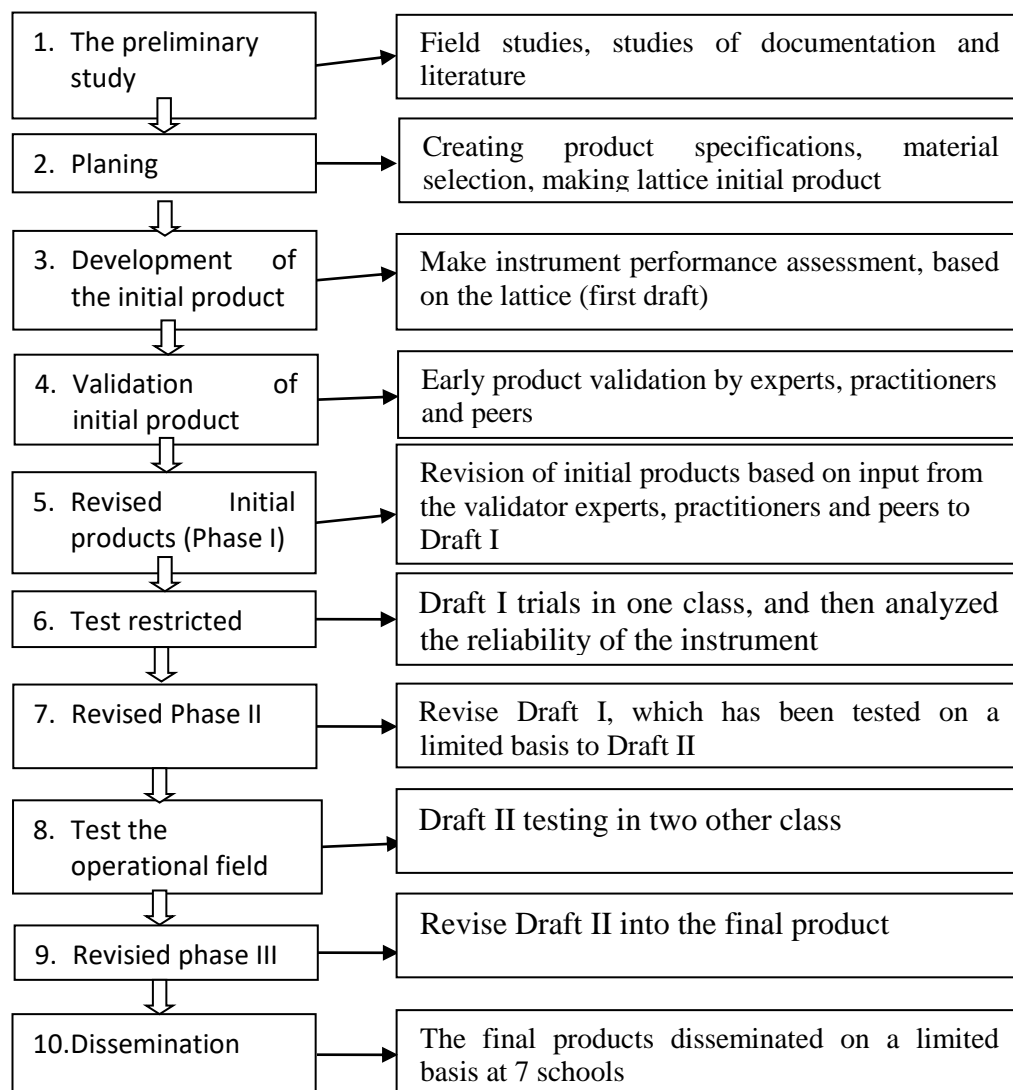 1. The preliminary
study
Field studies, studies of documentation and
literature
2. Planing
Creating product specifications, material
selection, making lattice initial product
3. Development of
the initial product
Make instrument performance assessment, based
on the lattice (first draft)
4. Validation of
initial product
Early product validation by experts, practitioners
and peers
5. Revised Initial
products (Phase I)
Revision of initial products based on input from
the validator experts, practitioners and peers to
Draft I
6. Test restricted
Draft I trials in one class, and then analyzed
the reliability of the instrument
7. Revised Phase II
Revise Draft I, which has been tested on a
limited basis to Draft II
8. Test the
operational field
Draft II testing in two other class
9. Revisied phase III
Revise Draft II into the final product
10.Dissemination
The final products disseminated on a limited
basis at 7 schools